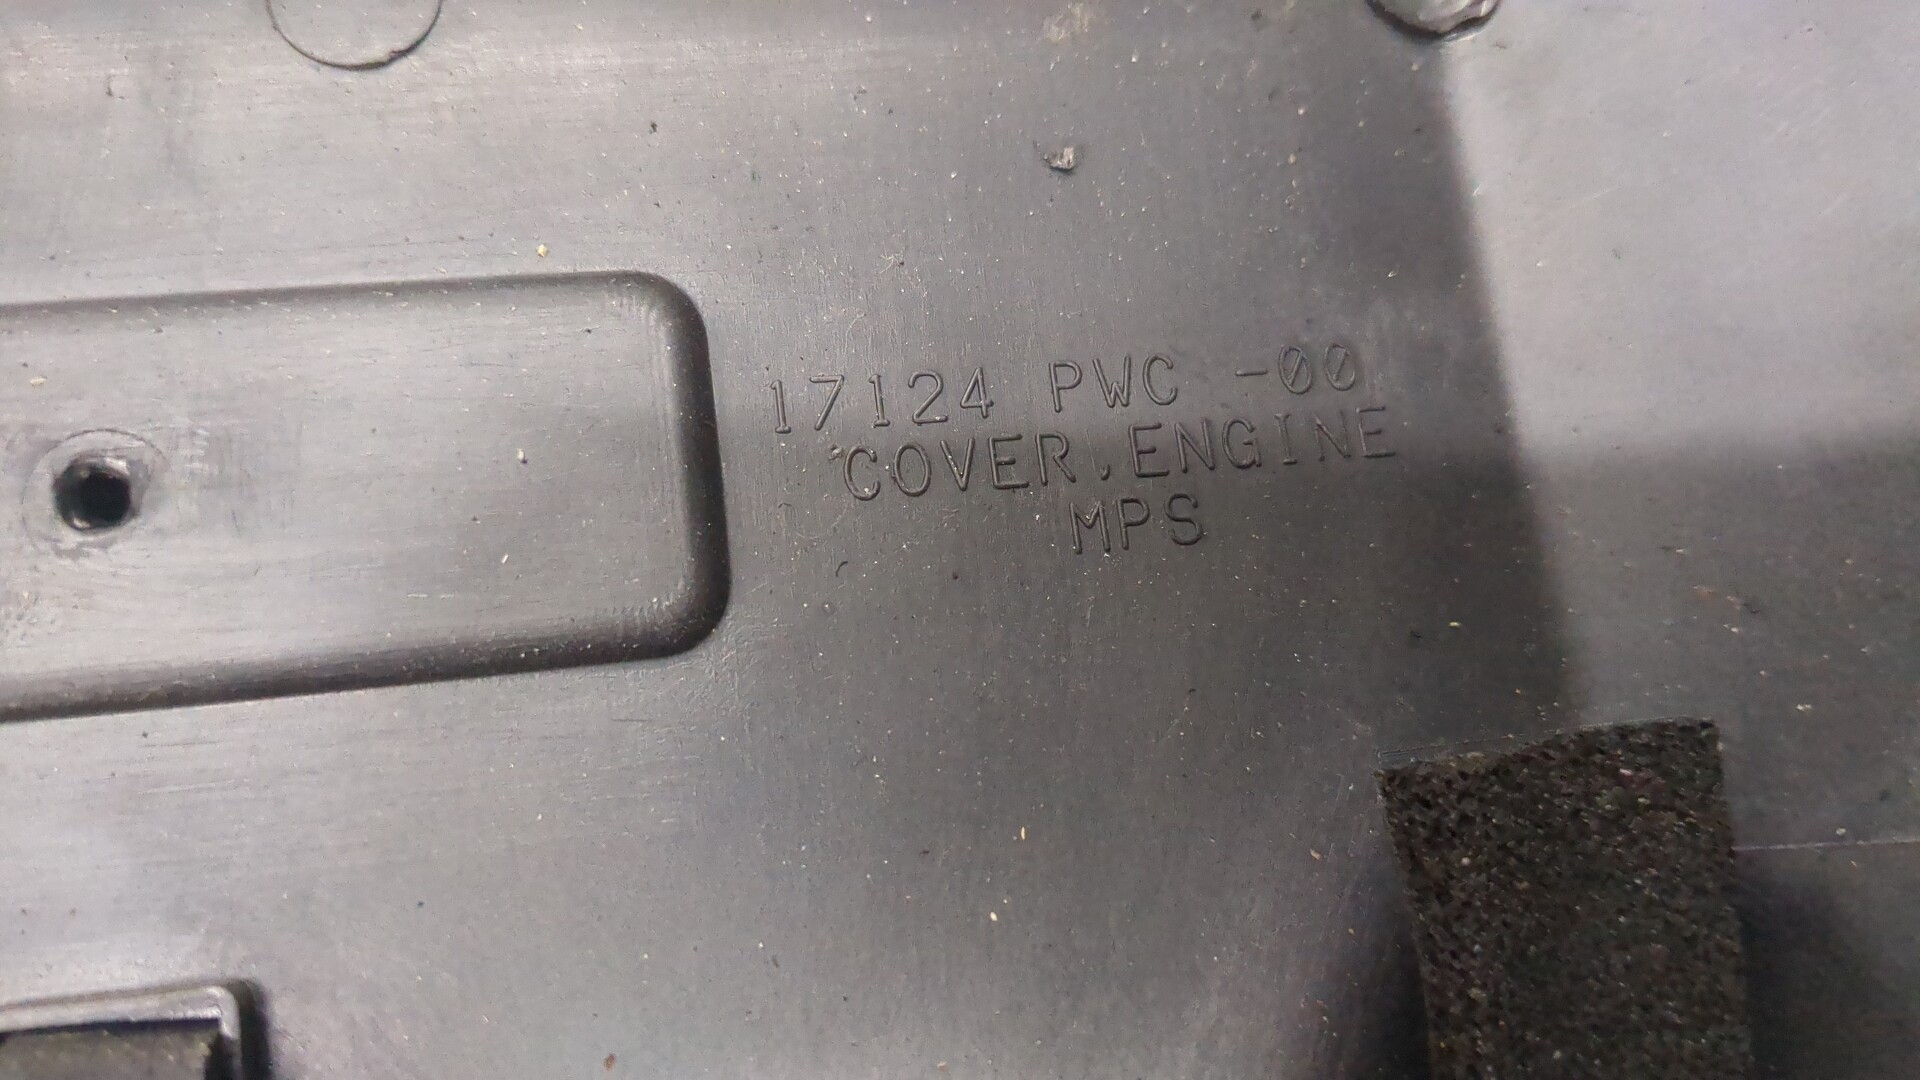 17124 PWC -00
COVER,ENGINE
MPS